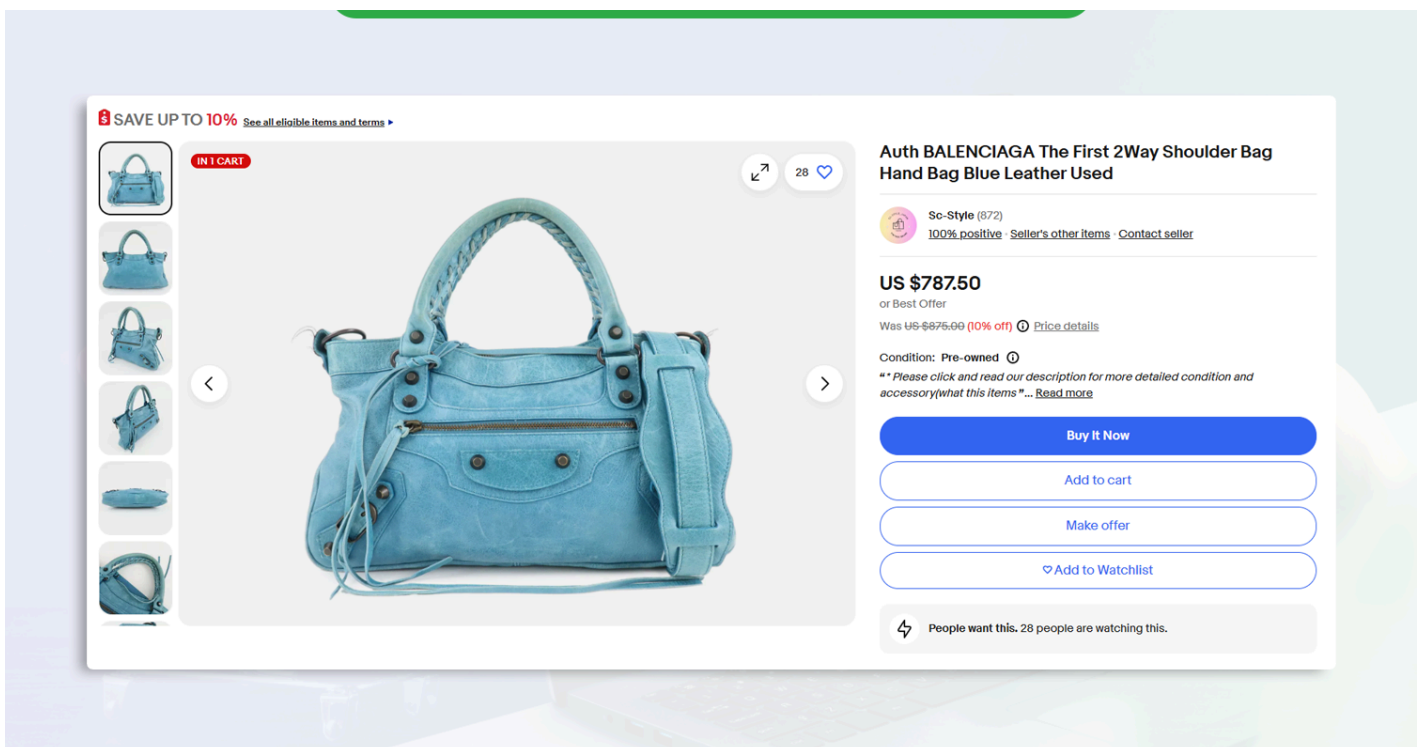 SAVE UP TO 10% See all eligible items and terms
IN 1 CART
28
Auth BALENCIAGA The First 2Way Shoulder Bag
Hand Bag Blue Leather Used
Sc-Style (872)
100% positive · Seller's other items · Contact seller
US $787.50
or Best Offer
Was US $875.00 (10% off) Price details
Condition: Pre-owned
"* Please click and read our description for more detailed condition and
accessory(what this items"... Read more
Buy It Now
Add to cart
Make offer
Add to Watchlist
People want this. 28 people are watching this.